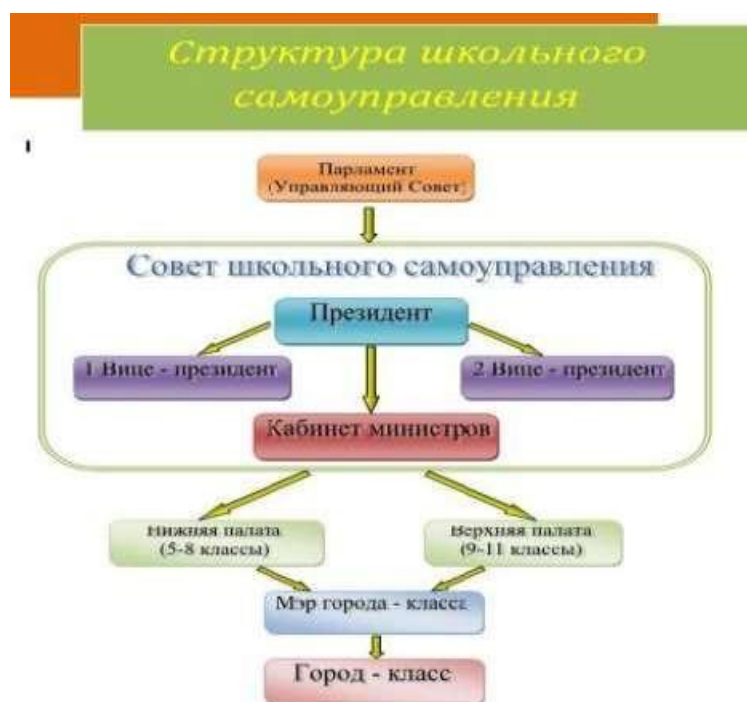 Структура школьного
самоуправления
Парламент
(Управляющий Совет)
Совет школьного самоуправления
Президент
1 Вице - президент
2 Вице - президент
Кабинет министров
Нижняя палата
(5-8 классы)
Верхняя палата
(9-11 классы)
Мэр города - класса
Город - класс